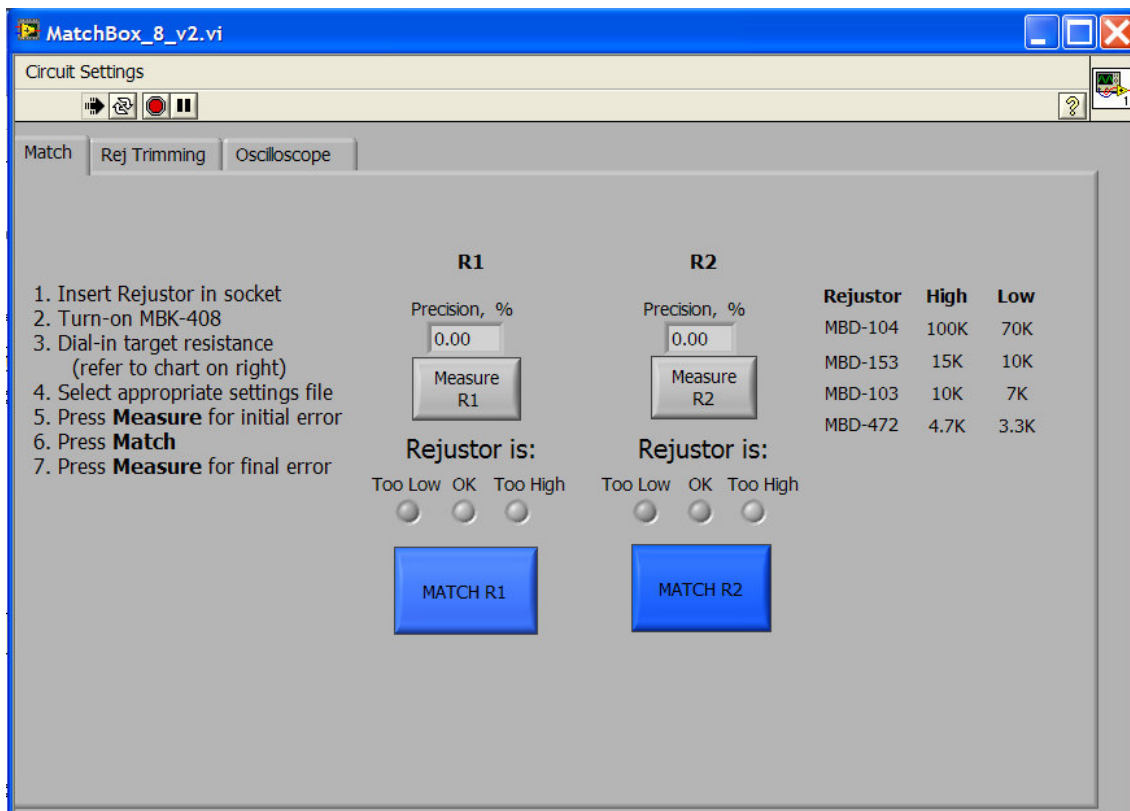 MatchBox_8_v2.vi
Circuit Settings
?
1
Match Rej Trimming Oscilloscope
1. Insert Rejustor in socket
2. Turn-on MBK-408
3. Dial-in target resistance
(refer to chart on right)
4. Select appropriate settings file
5. Press Measure for initial error
6. Press Match
7. Press Measure for final error
R1
Precision, %
0.00
Measure
R1
Rejustor is:
Too Low OK Too High
MATCH R1
R2
Precision, %
0.00
Measure
R2
Rejustor is:
Too Low OK Too High
MATCH R2
Rejustor High Low
MBD-104 100K 70K
MBD-153 15K 10K
MBD-103 10K 7K
MBD-472 4.7K 3.3K